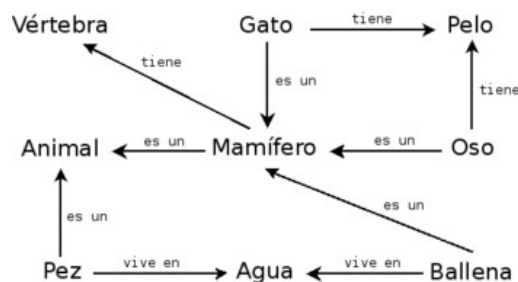 Vértebra Gato tiene Pelo
tiene es un tiene
Animal es un Mamífero es un Oso
es un es un
Pez vive en Agua vive en Ballena